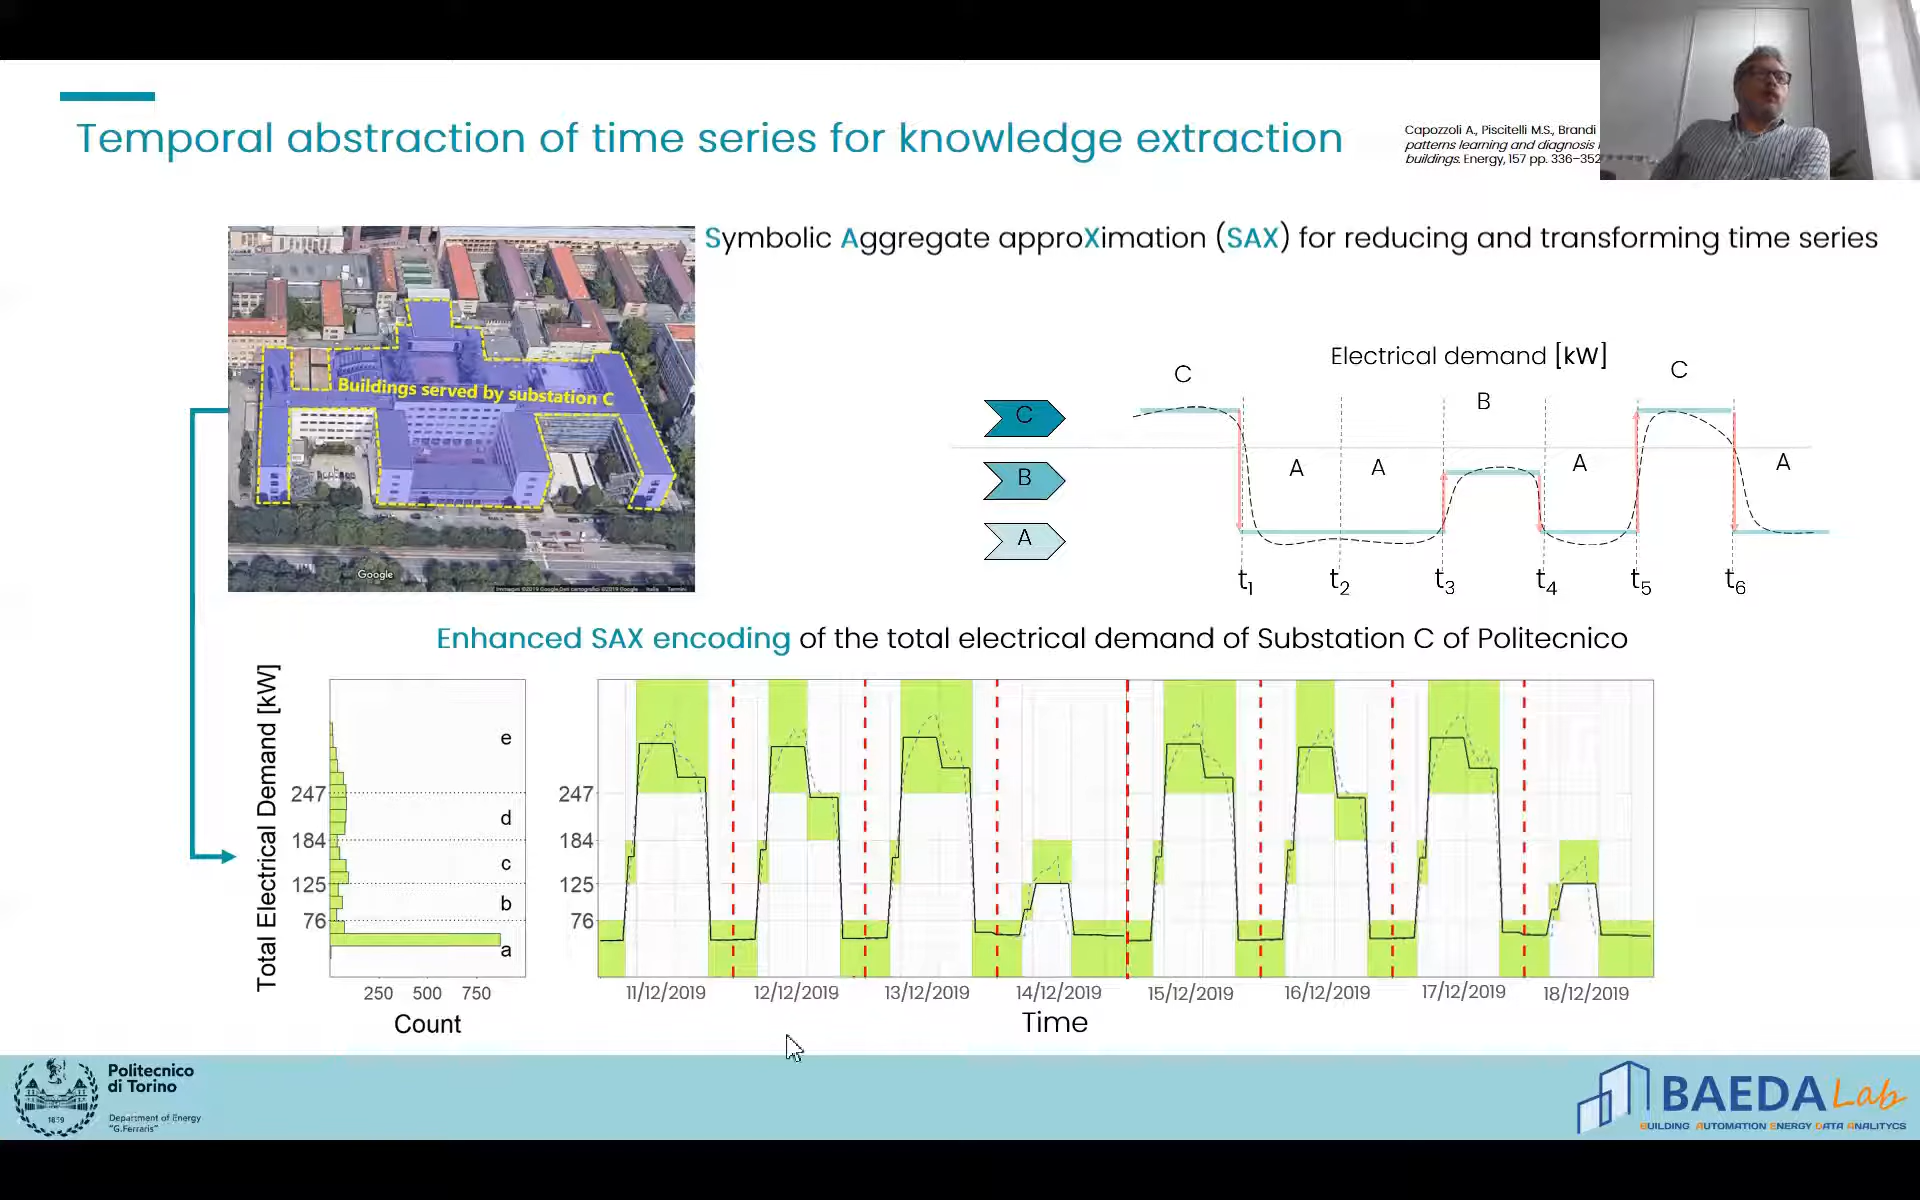 Temporal abstraction of time series for knowledge extraction
Capozzoli A., Piscitelli M.S., Brandi
patterns learning and diagnosis
buildings. Energy, 157 pp. 336–352
Symbolic Aggregate approXimation (SAX) for reducing and transforming time series
Buildings served by substation C
Google
Electrical demand [kW]
C
B
A
C
A
A
B
A
C
A
t1 t2 t3 t4 t5 t6
Enhanced SAX encoding of the total electrical demand of Substation C of Politecnico
Total Electrical Demand [kW]
247
184
125
76
e
d
c
b
a
250 500 750
Count
247
184
125
76
11/12/2019 12/12/2019 13/12/2019 14/12/2019 15/12/2019 16/12/2019 17/12/2019 18/12/2019
Time
Politecnico
di Torino
1859
Department of Energy
"G.Ferraris"
BAEDA Lab
BUILDING AUTOMATION ENERGY DATA ANALITYCS